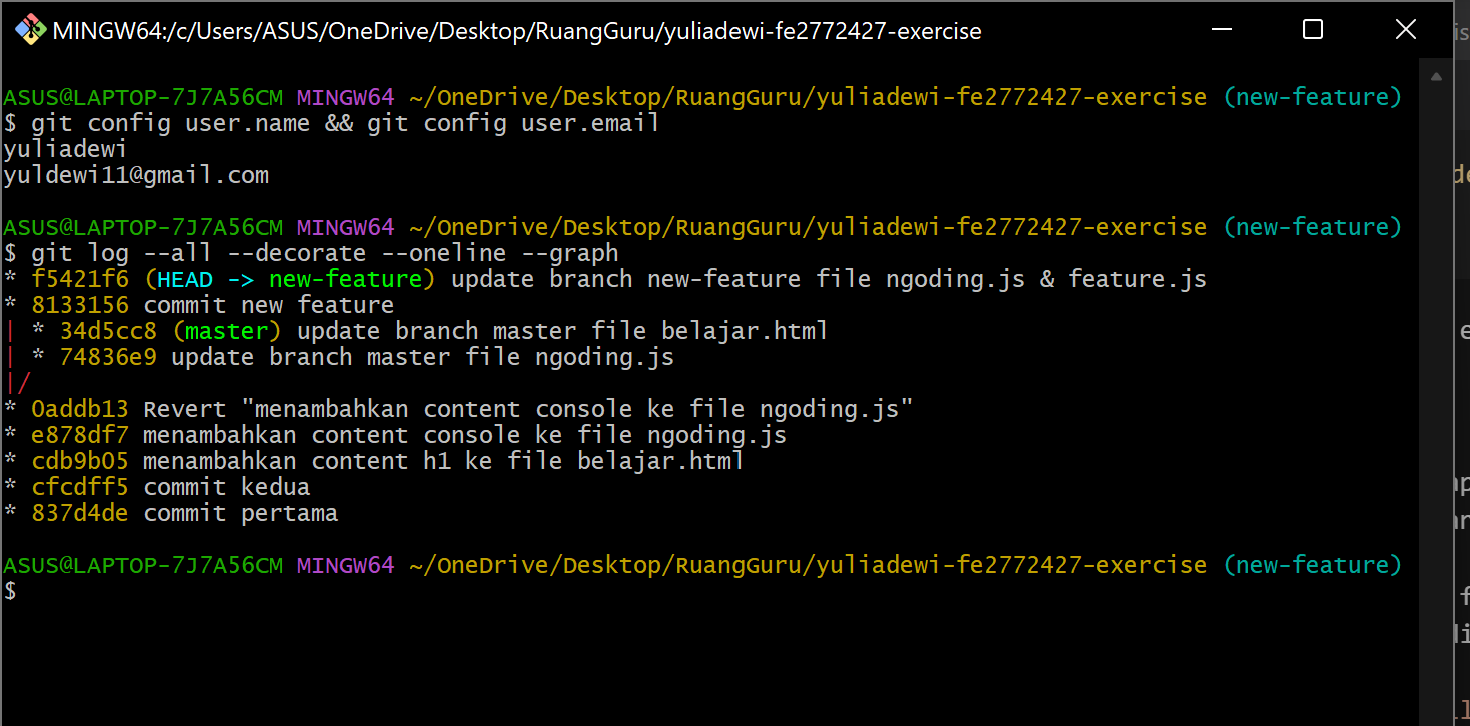 MINGW64:/c/Users/ASUS/OneDrive/Desktop/RuangGuru/yuliadewi-fe2772427-exercise
ASUS@LAPTOP-7J7A56CM MINGW64 ~/OneDrive/Desktop/RuangGuru/yuliadewi-fe2772427-exercise (new-feature)
$ git config user.name && git config user.email
yuliadewi
yuldewi11@gmail.com
ASUS@LAPTOP-7J7A56CM MINGW64 ~/OneDrive/Desktop/RuangGuru/yuliadewi-fe2772427-exercise (new-feature)
$ git log --all --decorate --oneline --graph
* f5421f6 (HEAD -> new-feature) update branch new-feature file ngoding.js & feature.js
* 8133156 commit new feature
| * 34d5cc8 (master) update branch master file belajar.html
| * 74836e9 update branch master file ngoding.js
|/
* 0addb13 Revert "menambahkan content console ke file ngoding.js"
* e878df7 menambahkan content console ke file ngoding.js
* cdb9b05 menambahkan content h1 ke file belajar.html
* cfcdff5 commit kedua
* 837d4de commit pertama
ASUS@LAPTOP-7J7A56CM MINGW64 ~/OneDrive/Desktop/RuangGuru/yuliadewi-fe2772427-exercise (new-feature)
$